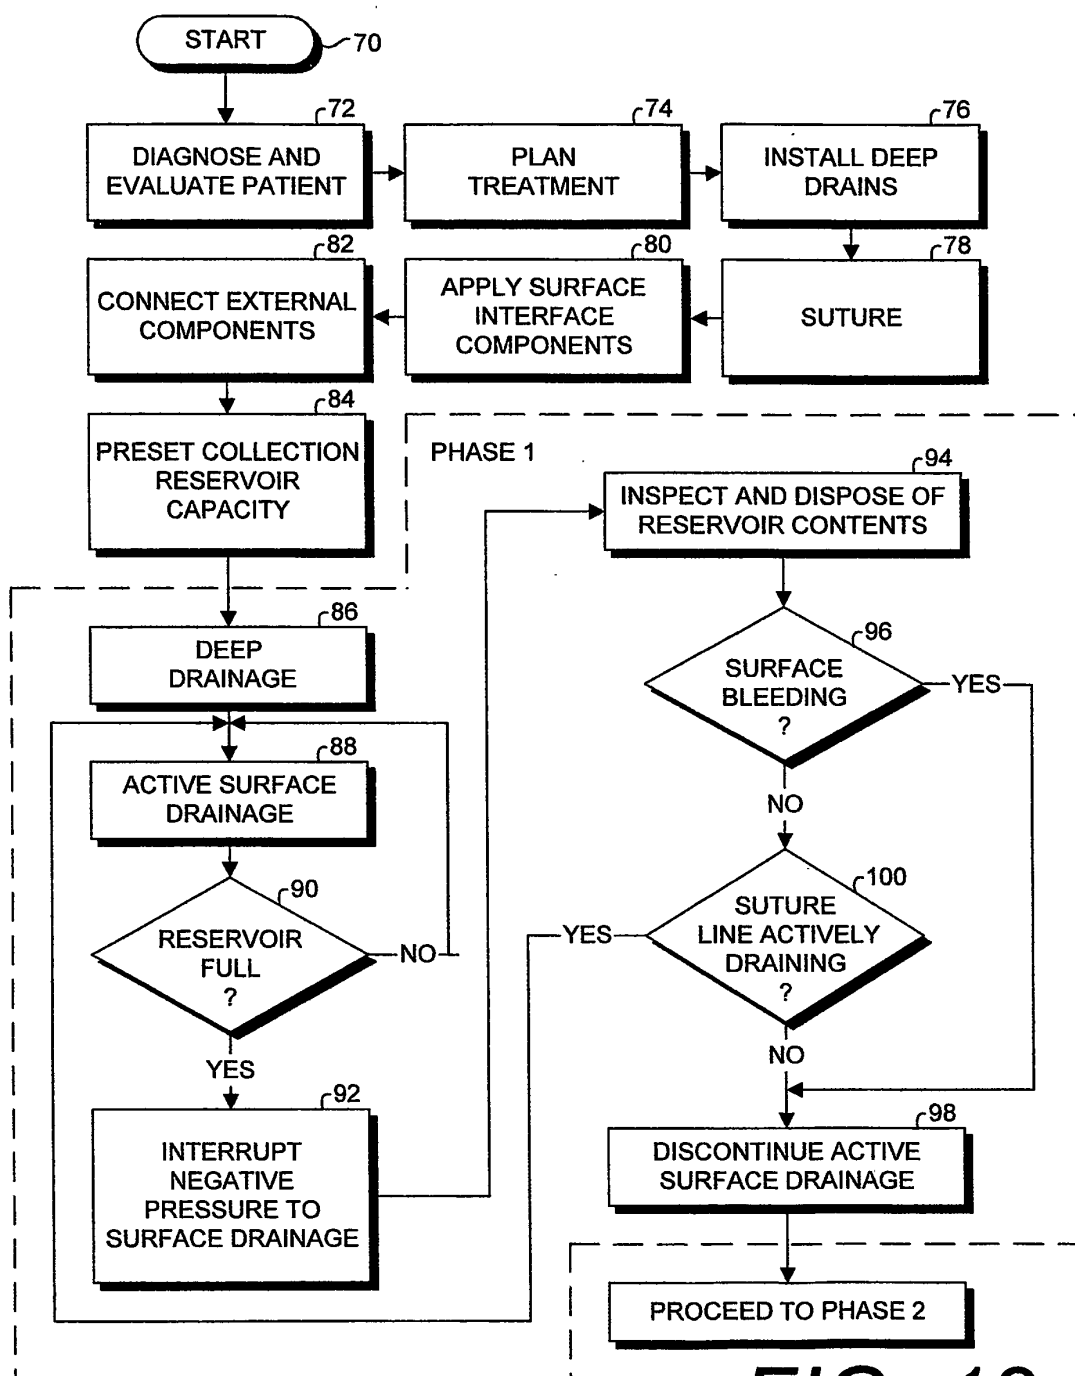 START
70
72
DIAGNOSE AND
EVALUATE PATIENT
74
PLAN
TREATMENT
76
INSTALL DEEP
DRAINS
82
CONNECT EXTERNAL
COMPONENTS
80
APPLY SURFACE
INTERFACE
COMPONENTS
78
SUTURE
84
PRESET COLLECTION
RESERVOIR
CAPACITY
PHASE 1
94
INSPECT AND DISPOSE OF
RESERVOIR CONTENTS
86
DEEP
DRAINAGE
96
SURFACE
BLEEDING
?
YES
NO
88
ACTIVE SURFACE
DRAINAGE
90
RESERVOIR
FULL
?
NO
YES
100
SUTURE
LINE ACTIVELY
DRAINING
?
YES
NO
92
INTERRUPT
NEGATIVE
PRESSURE TO
SURFACE DRAINAGE
98
DISCONTINUE ACTIVE
SURFACE DRAINAGE
PROCEED TO PHASE 2